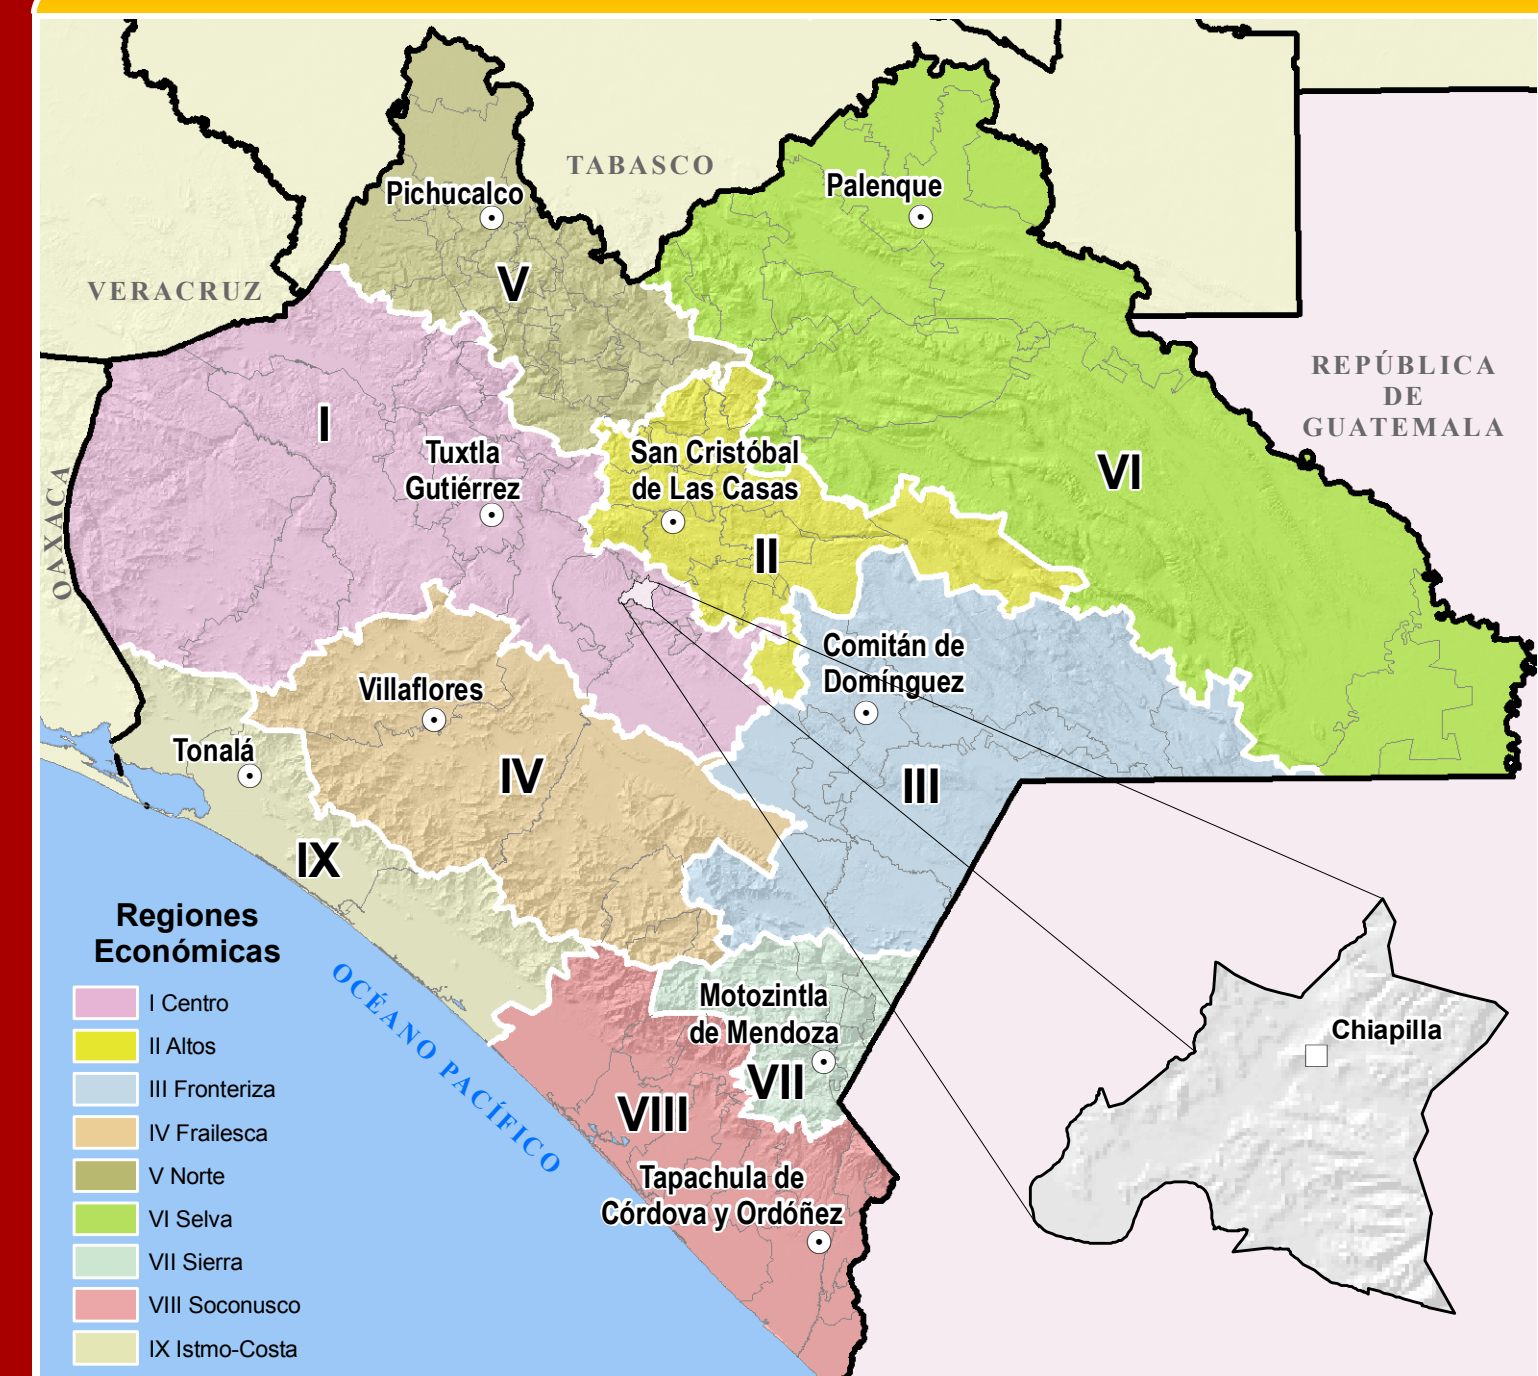 TABASCO
Pichucalco
Palenque
V
VERACRUZ
REPÚBLICA
DE
GUATEMALA
I
Tuxtla
Gutiérrez
San Cristóbal
de Las Casas
VI
OAXACA
II
Comitán de
Domínguez
Villaflores
Tonalá
IV
III
IX
Regiones
Económicas
I Centro
II Altos
III Fronteriza
IV Frailesca
V Norte
VI Selva
VII Sierra
VIII Soconusco
IX Istmo-Costa
OCÉANO PACÍFICO
Motozintla
de Mendoza
VII
VIII
Tapachula de
Córdova y Ordóñez
Chiapilla